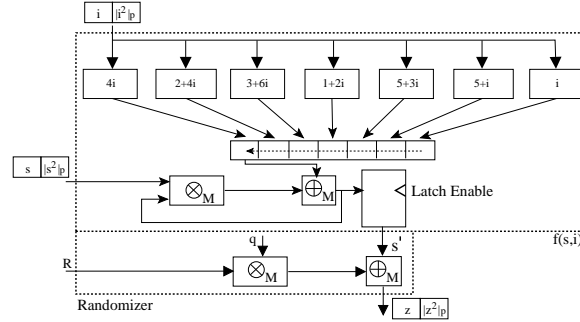 i |i²|p
4i 2+4i 3+6i 1+2i 5+3i 5+i i
s |s²|p
⊗M ⊕M Latch Enable
q s' f(s,i)
R ⊗M ⊕M
Randomizer z |z²|p